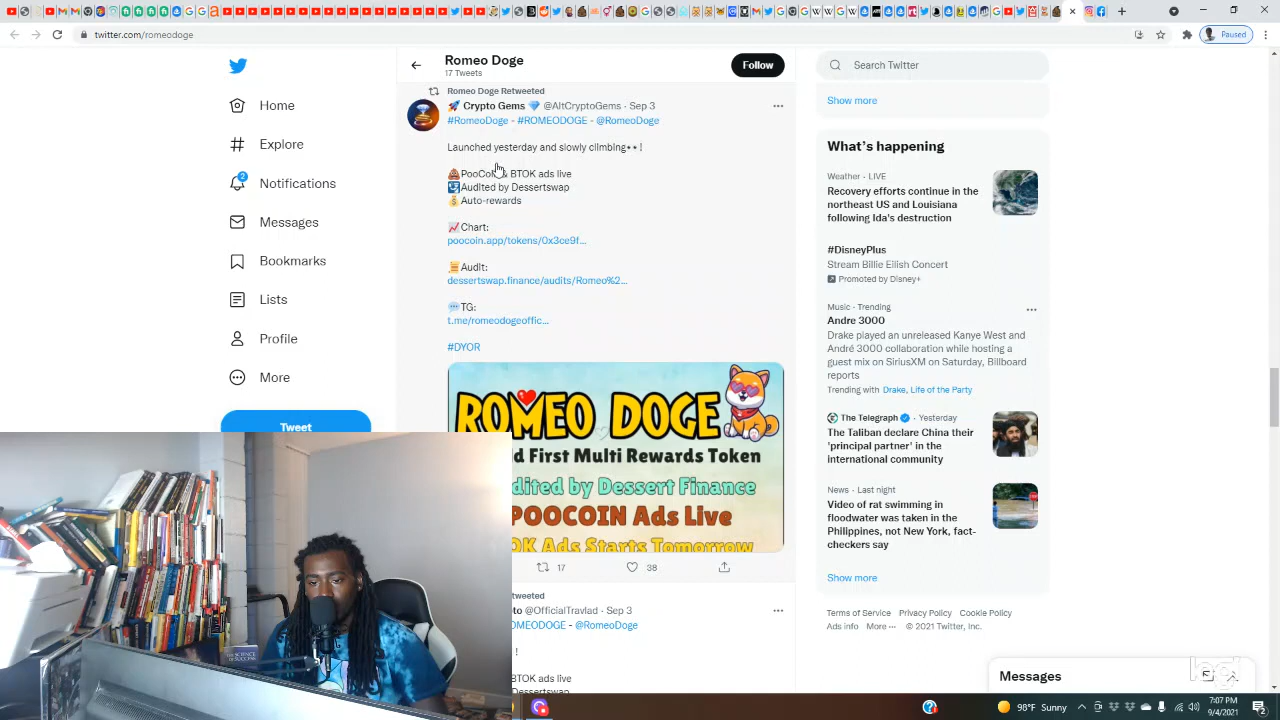 Paused
twitter.com/romeodoge
Romeo Doge
17 Tweets
Follow
Search Twitter
Home
Explore
2
Notifications
Messages
Bookmarks
Lists
Profile
More
Tweet
Romeo Doge Retweeted
🚀 Crypto Gems 💎 @AltCryptoGems · Sep 3
#RomeoDoge - #ROMEODOGE - @RomeoDoge
Launched yesterday and slowly climbing👀!
💩PooCoin & BTOK ads live
Audited by Dessertswap
💰Auto-rewards
📈Chart:
poocoin.app/tokens/0x3ce9f...
📜Audit:
dessertswap.finance/audits/Romeo%2...
💬TG:
t.me/romeodogeoffic...
#DYOR
ROMEO DOGE
d First Multi Rewards Token
dited by Dessert Finance
POOCOIN Ads Live
OK Ads Starts Tomorrow
17
38
tweeted
to @OfficialTravlad · Sep 3
OMEODOGE - @RomeoDoge
!
BTOK ads live
Dessertswap
Show more
What's happening
Weather · LIVE
Recovery efforts continue in the
northeast US and Louisiana
following Ida's destruction
#DisneyPlus
Stream Billie Eilish Concert
Promoted by Disney+
Music · Trending
Andre 3000
Drake played an unreleased Kanye West and
André 3000 collaboration while hosting a
guest mix on SiriusXM on Saturday, Billboard
reports
Trending with Drake, Life of the Party
The Telegraph · Yesterday
The Taliban declare China their
'principal partner' in the
international community
News · Last night
Video of rat swimming in
floodwater was taken in the
Philippines, not New York, fact-
checkers say
Show more
Terms of Service Privacy Policy Cookie Policy
Ads info More ··· © 2021 Twitter, Inc.
Messages
logi
THE SCIENCE OF
SUCCESS
98°F Sunny
7:07 PM
9/4/2021
2